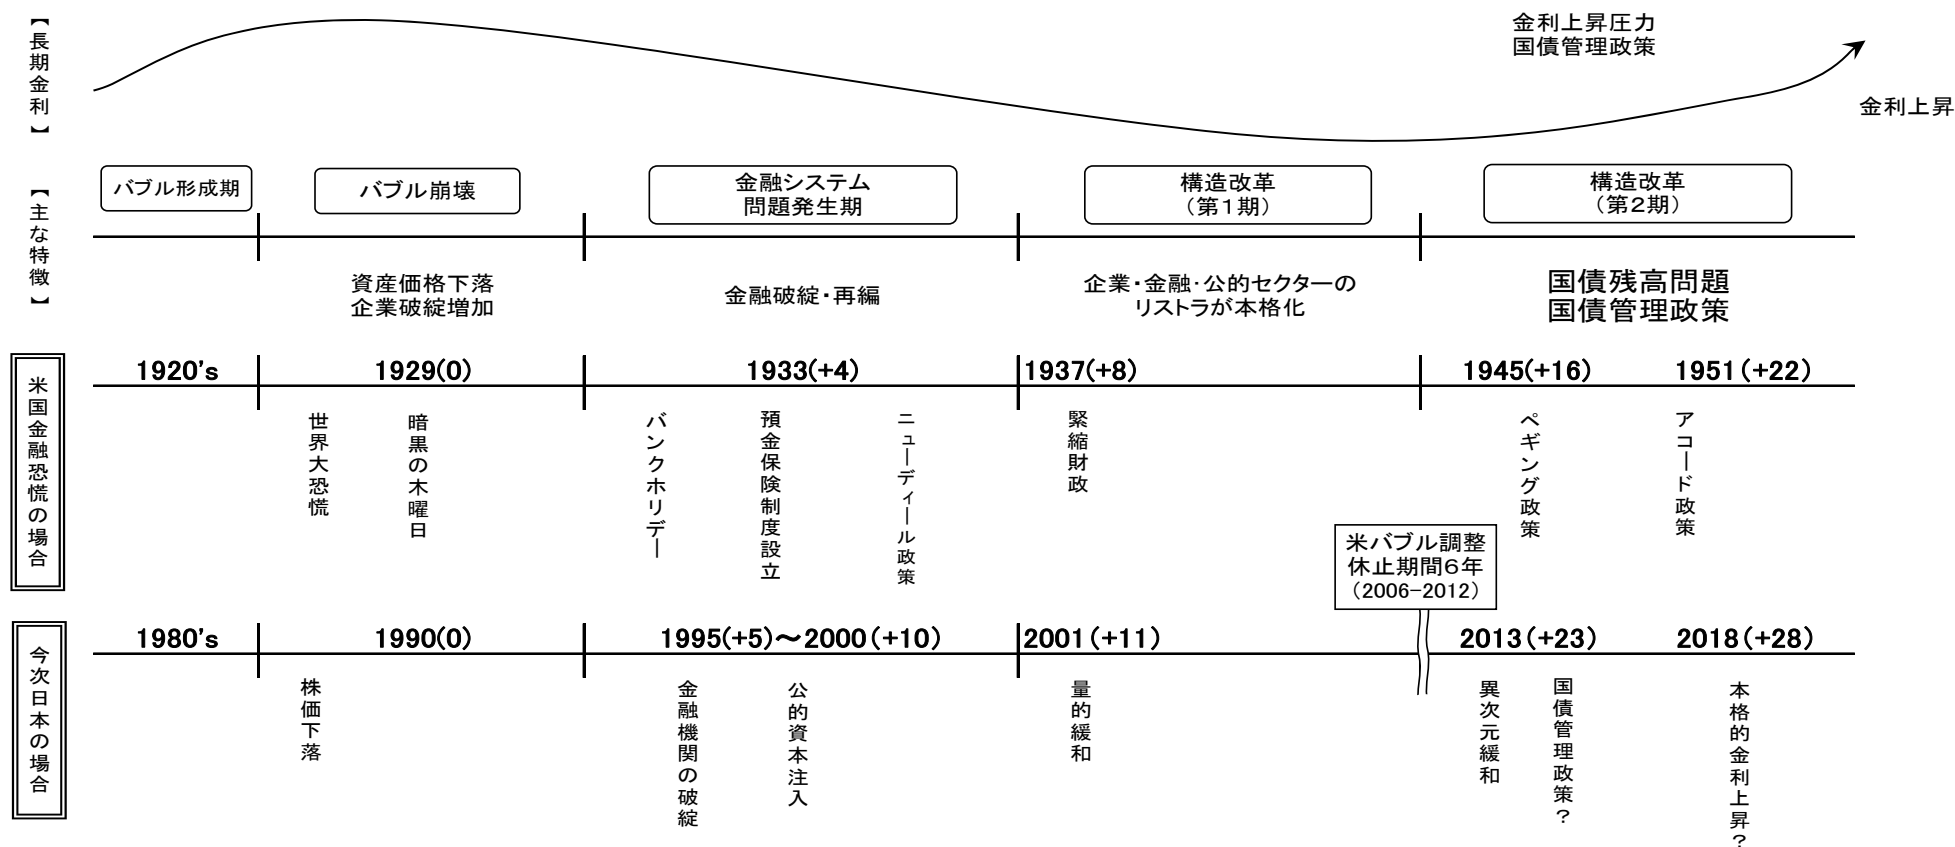 【長期金利】
金利上昇圧力
国債管理政策
金利上昇
【主な特徴】
バブル形成期
バブル崩壊
金融システム
問題発生期
構造改革
（第１期）
構造改革
（第２期）
資産価格下落
企業破綻増加
金融破綻・再編
企業・金融・公的セクターの
リストラが本格化
国債残高問題
国債管理政策
米国金融恐慌の場合
1920's
1929(0)
1933(+4)
1937(+8)
1945(+16)
1951(+22)
世界大恐慌
暗黒の木曜日
バンクホリデー
預金保険制度設立
ニューディール政策
緊縮財政
ペギング政策
アコード政策
米バブル調整
休止期間６年
（2006-2012）
今次日本の場合
1980's
1990(0)
1995(+5)～2000(+10)
2001(+11)
2013(+23)
2018(+28)
株価下落
金融機関の破綻
公的資本注入
量的緩和
異次元緩和
国債管理政策？
本格的金利上昇？